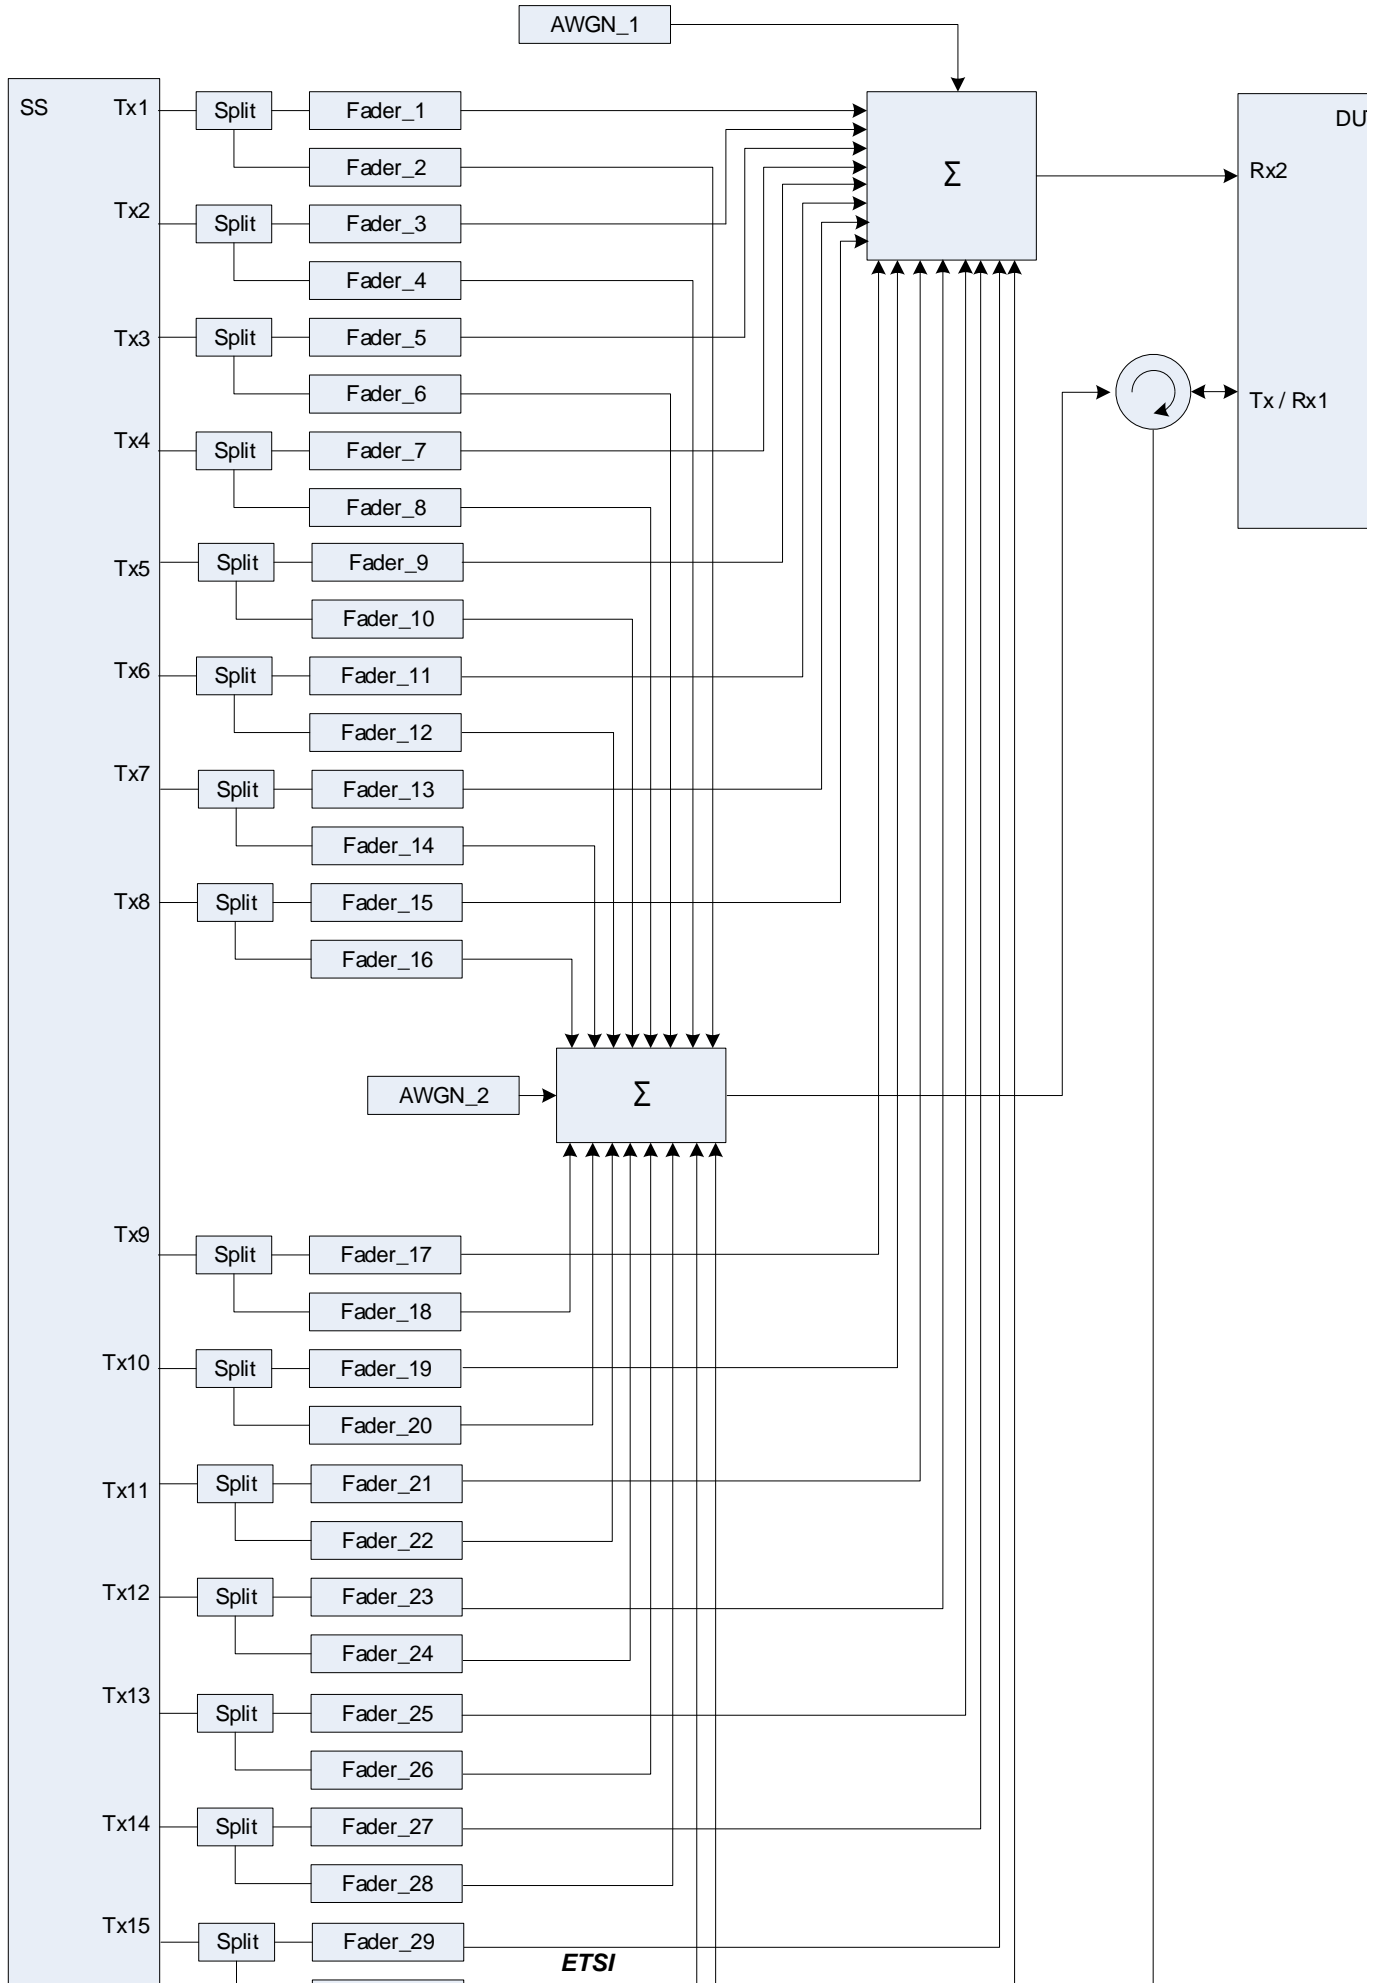 AWGN_1
SS
Tx1
Split
Fader_1
DU
Σ
Rx2
Fader_2
Tx2
Split
Fader_3
Fader_4
Tx3
Split
Fader_5
Fader_6
Tx / Rx1
Tx4
Split
Fader_7
Fader_8
Tx5
Split
Fader_9
Fader_10
Tx6
Split
Fader_11
Fader_12
Tx7
Split
Fader_13
Fader_14
Tx8
Split
Fader_15
Fader_16
AWGN_2
Σ
Tx9
Split
Fader_17
Fader_18
Tx10
Split
Fader_19
Fader_20
Tx11
Split
Fader_21
Fader_22
Tx12
Split
Fader_23
Fader_24
Tx13
Split
Fader_25
Fader_26
Tx14
Split
Fader_27
Fader_28
Tx15
Split
Fader_29
ETSI